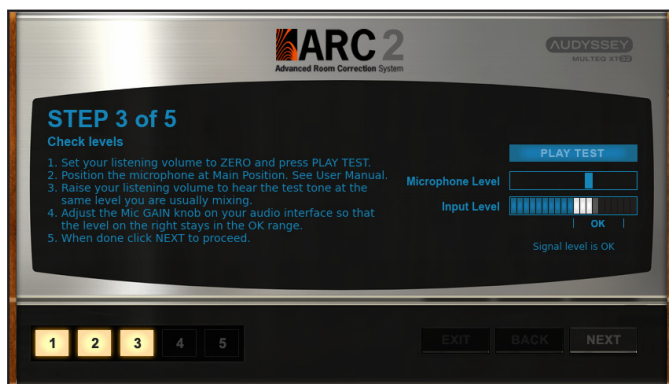 ARC 2
Advanced Room Correction System
AUDYSSEY
MULTEQ XT32
STEP 3 of 5
Check levels
1. Set your listening volume to ZERO and press PLAY TEST.
2. Position the microphone at Main Position. See User Manual.
3. Raise your listening volume to hear the test tone at the
same level you are usually mixing.
4. Adjust the Mic GAIN knob on your audio interface so that
the level on the right stays in the OK range.
5. When done click NEXT to proceed.
PLAY TEST
Microphone Level
Input Level
OK
Signal level is OK
1 2 3 4 5
EXIT BACK NEXT